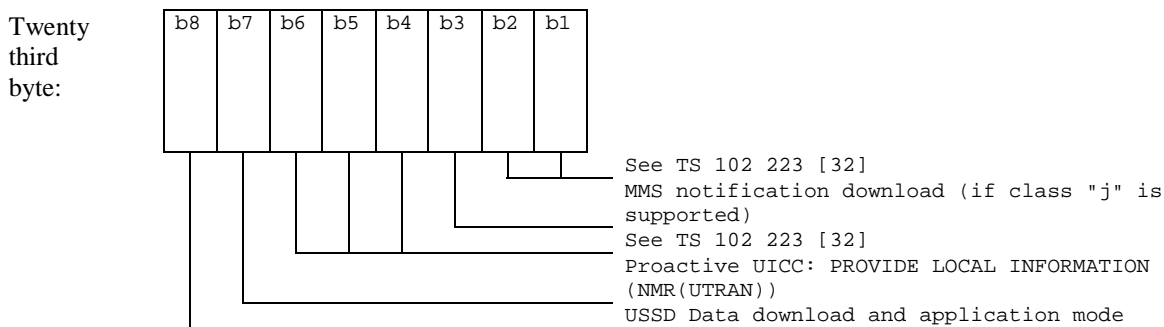 Twenty
third
byte:
b8 b7 b6 b5 b4 b3 b2 b1
See TS 102 223 [32]
MMS notification download (if class "j" is
supported)
See TS 102 223 [32]
Proactive UICC: PROVIDE LOCAL INFORMATION
(NMR(UTRAN))
USSD Data download and application mode